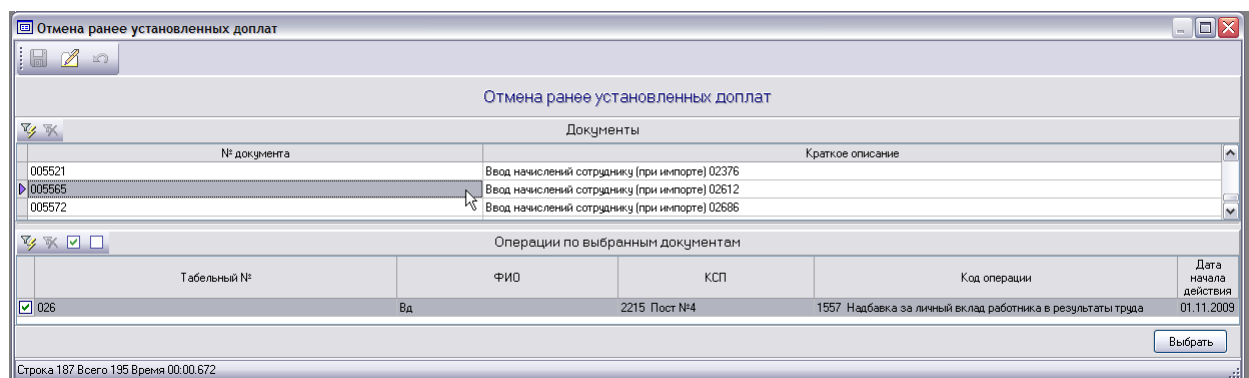 Отмена ранее установленных доплат
Отмена ранее установленных доплат
Документы
№ документа Краткое описание
005521 Ввод начислений сотруднику (при импорте) 02376
005565 Ввод начислений сотруднику (при импорте) 02612
005572 Ввод начислений сотруднику (при импорте) 02686
Операции по выбранным документам
Табельный № ФИО КСП Код операции Дата начала действия
026 Вд 2215 Пост №4 1557 Надбавка за личный вклад работника в результаты труда 01.11.2009
Выбрать
Строка 187 Всего 195 Время 00:00.672